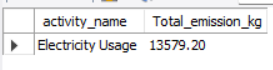 activity_name Total_emission_kg
Electricity Usage 13579.20